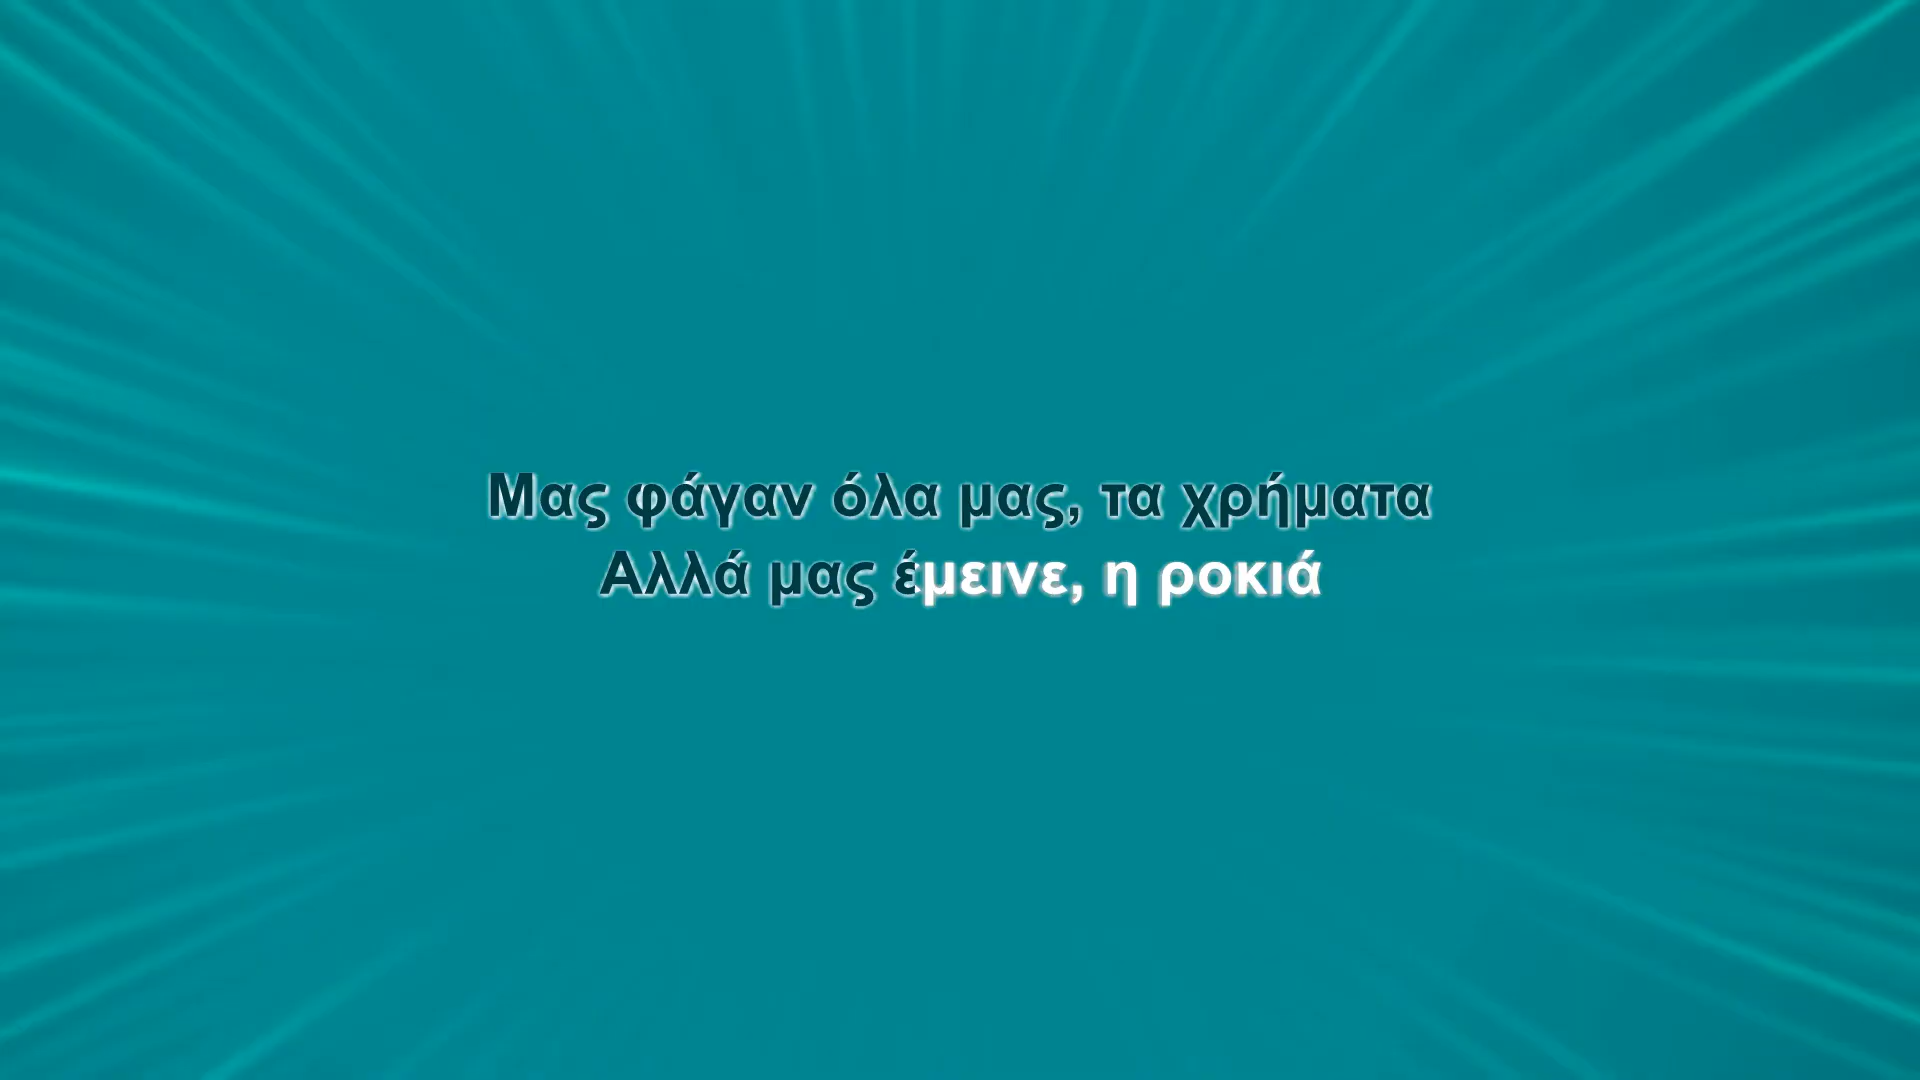 Μας φάγαν όλα μας, τα χρήματα
Αλλά μας έμεινε, η ροκιά